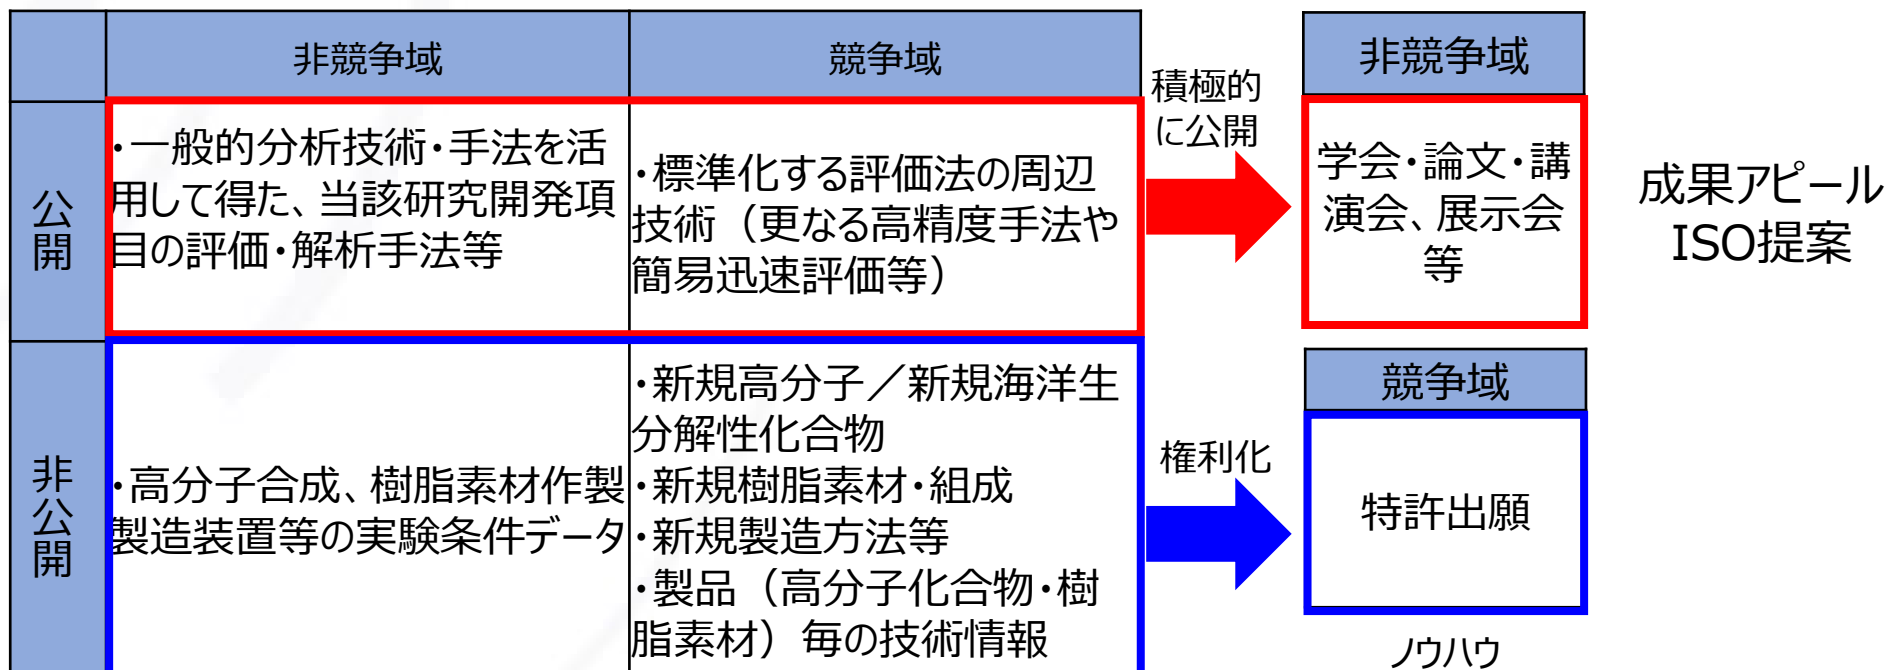 非競争域
競争域
公開
・一般的分析技術・手法を活
用して得た、当該研究開発項
目の評価・解析手法等
・標準化する評価法の周辺
技術（更なる高精度手法や
簡易迅速評価等）
非公開
・高分子合成、樹脂素材作製
製造装置等の実験条件データ
・新規高分子／新規海洋生
分解性化合物
・新規樹脂素材・組成
・新規製造方法等
・製品（高分子化合物・樹
脂素材）毎の技術情報
積極的
に公開
非競争域
学会・論文・講
演会、展示会
等
成果アピール
ISO提案
権利化
競争域
特許出願
ノウハウ